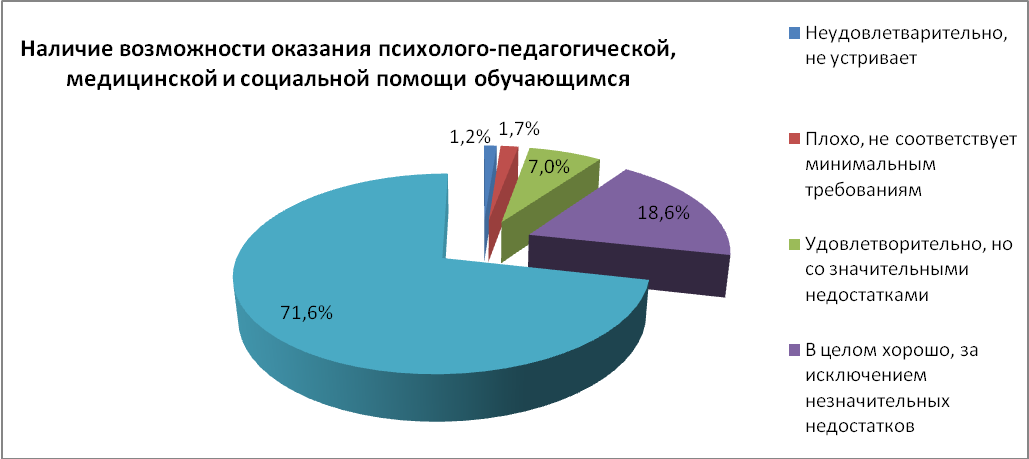 Наличие возможности оказания психолого-педагогической,
медицинской и социальной помощи обучающимся
1,2%
1,7%
7,0%
18,6%
71,6%
Неудовлетварительно,
не устривает
Плохо, не соответствует
минимальным
требованиям
Удовлетворительно, но
со значительными
недостатками
В целом хорошо, за
исключением
незначительных
недостатков